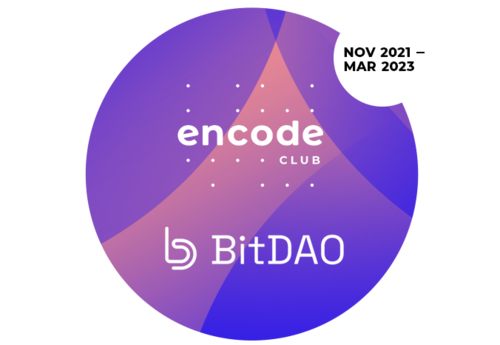 NOV 2021 –
MAR 2023
encode
CLUB
BitDAO